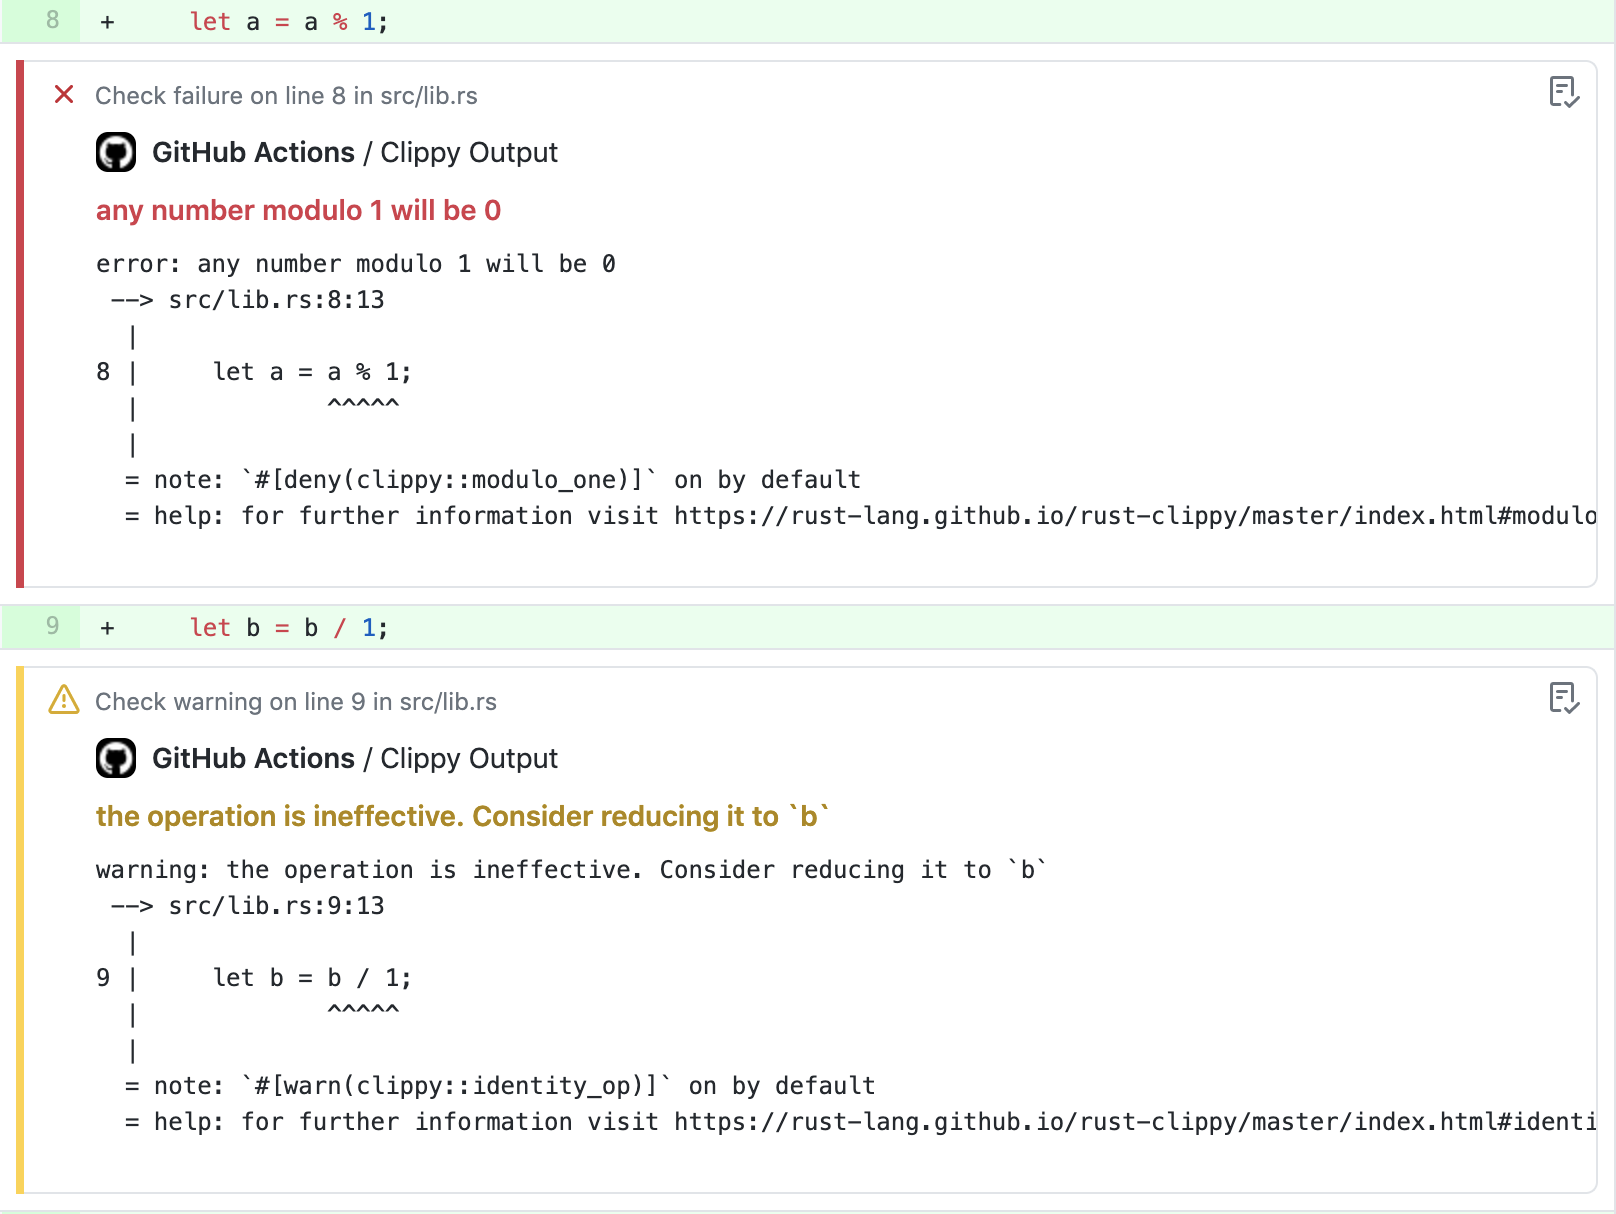 8 + let a = a % 1;
Check failure on line 8 in src/lib.rs
GitHub Actions / Clippy Output
any number modulo 1 will be 0
error: any number modulo 1 will be 0
 --> src/lib.rs:8:13
  |
8 |     let a = a % 1;
  |             ^^^^^
  |
  = note: `#[deny(clippy::modulo_one)]` on by default
  = help: for further information visit https://rust-lang.github.io/rust-clippy/master/index.html#modulo
9 + let b = b / 1;
Check warning on line 9 in src/lib.rs
GitHub Actions / Clippy Output
the operation is ineffective. Consider reducing it to `b`
warning: the operation is ineffective. Consider reducing it to `b`
 --> src/lib.rs:9:13
  |
9 |     let b = b / 1;
  |             ^^^^^
  |
  = note: `#[warn(clippy::identity_op)]` on by default
  = help: for further information visit https://rust-lang.github.io/rust-clippy/master/index.html#identi